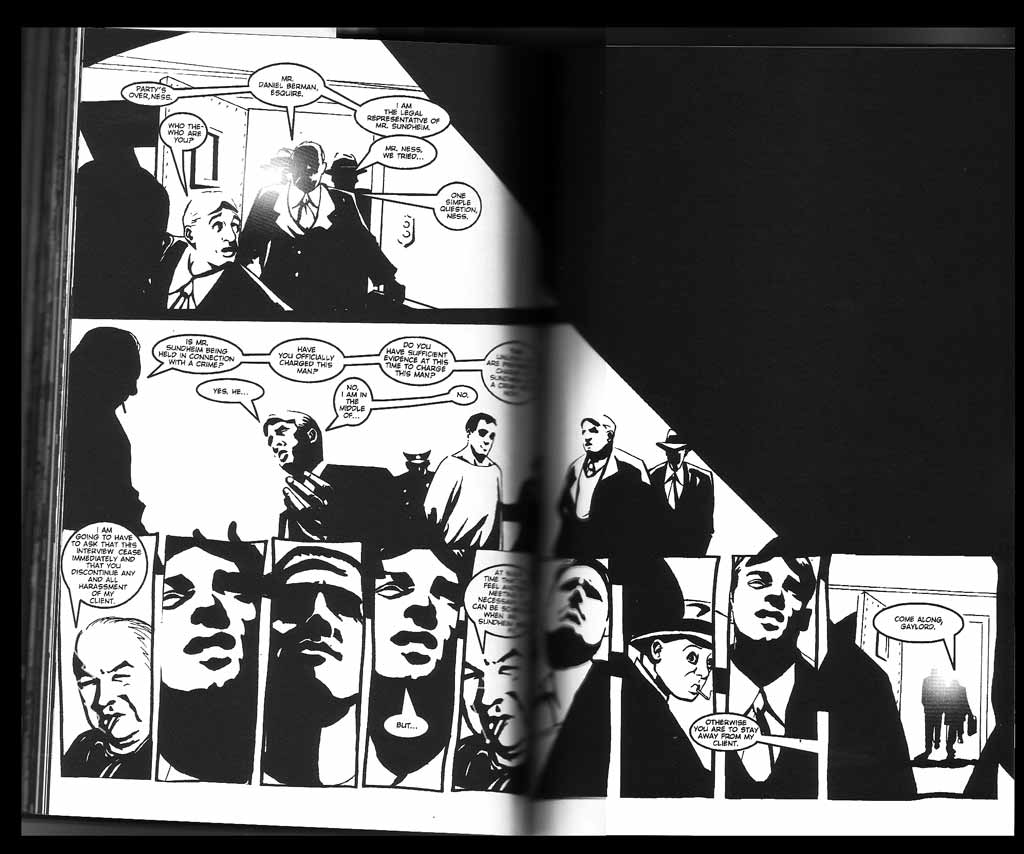 PARTY'S
OVER, NESS.
MR.
DANIEL BERMAN,
ESQUIRE.
I AM
THE LEGAL
REPRESENTATIVE OF
MR. SUNDHEIM.
WHO THE-
WHO ARE
YOU?
MR. NESS,
WE TRIED...
ONE
SIMPLE
QUESTION,
NESS.
IS MR.
SUNDHEIM BEING
HELD IN CONNECTION
WITH A CRIME?
HAVE
YOU OFFICIALLY
CHARGED THIS
MAN?
DO YOU
HAVE SUFFICIENT
EVIDENCE AT THIS
TIME TO CHARGE
THIS MAN?
ARE
SUNDHEIM
A
YES, HE...
NO,
I AM IN
THE MIDDLE
OF...
NO.
I AM
GOING TO HAVE
TO ASK THAT THIS
INTERVIEW CEASE
IMMEDIATELY AND
THAT YOU
DISCONTINUE ANY
AND ALL
HARASSMENT
OF MY
CLIENT.
BUT...
AT
TIME
FEEL
CAN BE
WHEN
OTHERWISE
YOU ARE TO STAY
AWAY FROM MY
CLIENT.
COME ALONG,
GAYLORD.